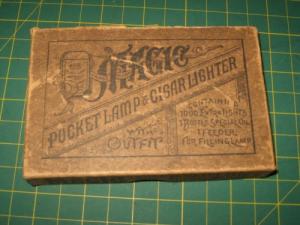 MAGIC
POCKET LAMP & CIGAR LIGHTER
WITH
OUTFIT
CONTAINING
1000 EXTRA LIGHTS
1 BOTTLE SPECIAL OIL
1 FEEDER
FOR FILLING LAMP